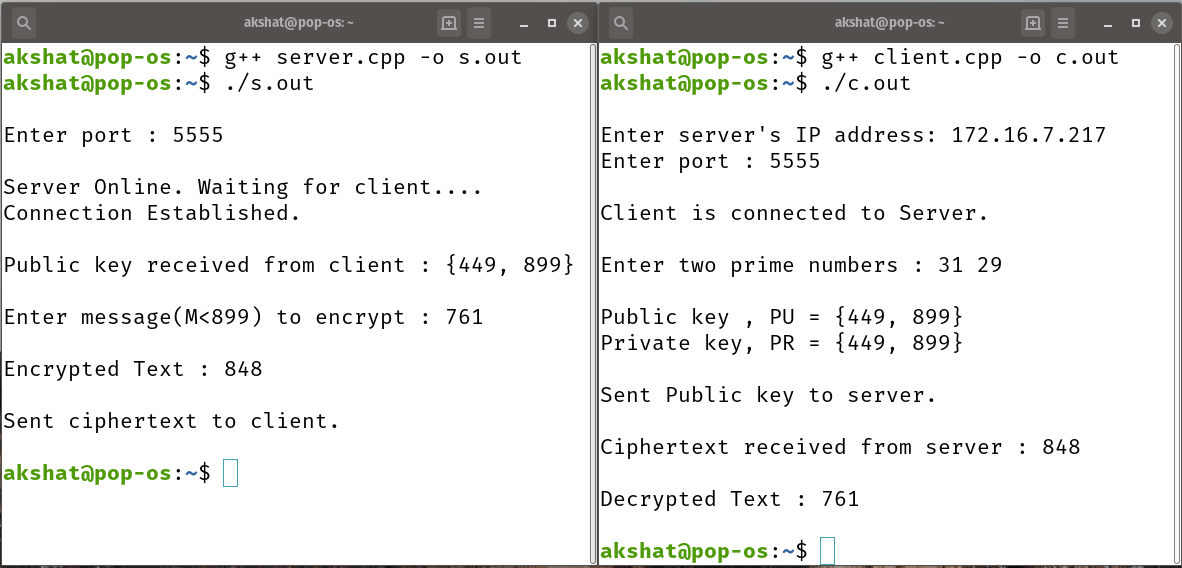 akshat@pop-os: ~
akshat@pop-os:~$ g++ server.cpp -o s.out
akshat@pop-os:~$ ./s.out
Enter port : 5555
Server Online. Waiting for client....
Connection Established.
Public key received from client : {449, 899}
Enter message(M<899) to encrypt : 761
Encrypted Text : 848
Sent ciphertext to client.
akshat@pop-os:~$
akshat@pop-os: ~
akshat@pop-os:~$ g++ client.cpp -o c.out
akshat@pop-os:~$ ./c.out
Enter server's IP address: 172.16.7.217
Enter port : 5555
Client is connected to Server.
Enter two prime numbers : 31 29
Public key , PU = {449, 899}
Private key, PR = {449, 899}
Sent Public key to server.
Ciphertext received from server : 848
Decrypted Text : 761
akshat@pop-os:~$